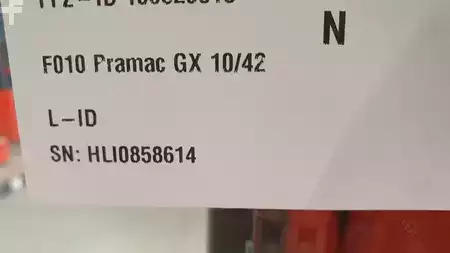 N
F010 Pramac GX 10/42
L-ID
SN: HLI0858614